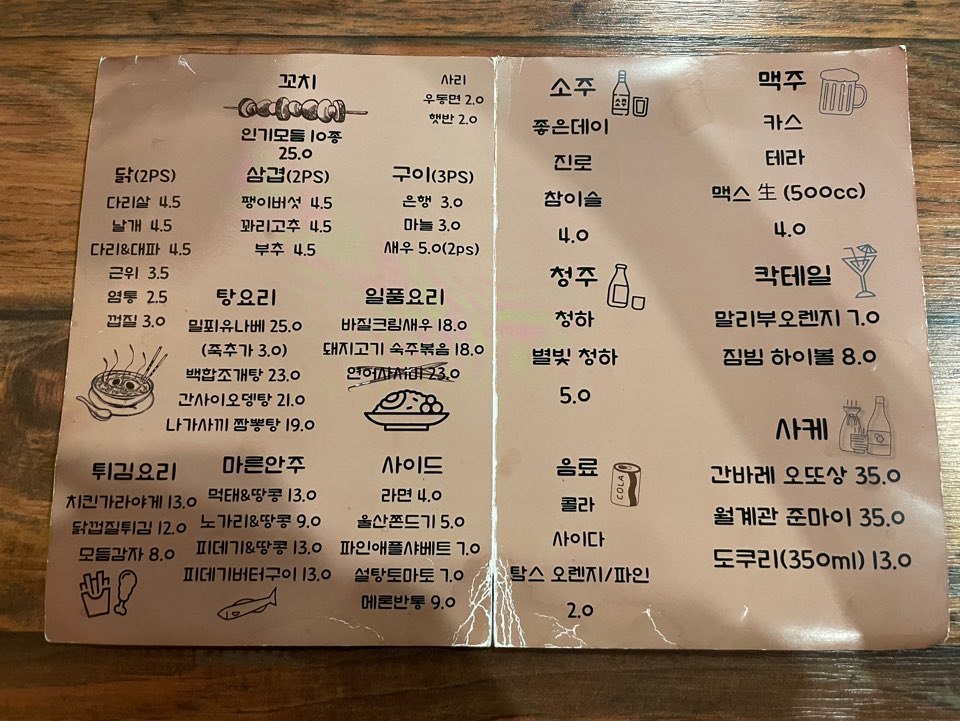 꼬치
인기모듬 10종
25.0
사리
우동면 2.0
햇반 2.0
닭(2PS)
다리살 4.5
날개 4.5
다리&대파 4.5
근위 3.5
염통 2.5
껍질 3.0
삼겹(2PS)
팽이버섯 4.5
꽈리고추 4.5
부추 4.5
구이(3PS)
은행 3.0
마늘 3.0
새우 5.0(2ps)
탕요리
밀푀유나베 25.0
(죽추가 3.0)
백합조개탕 23.0
간사이오뎅탕 21.0
나가사끼 짬뽕탕 19.0
일품요리
바질크림새우 18.0
돼지고기 숙주볶음 18.0
연어사시미 23.0
튀김요리
치킨가라아게 13.0
닭껍질튀김 12.0
모듬감자 8.0
마른안주
먹태&땅콩 13.0
노가리&땅콩 9.0
피데기&땅콩 13.0
피데기버터구이 13.0
사이드
라면 4.0
울산쫀드기 5.0
파인애플샤베트 7.0
설탕토마토 7.0
메론반통 9.0
소주
소주
좋은데이
진로
참이슬
4.0
청주
청하
별빛 청하
5.0
음료
COLA
콜라
사이다
탐스 오렌지/파인
2.0
맥주
카스
테라
맥스 生 (500cc)
4.0
칵테일
말리부오렌지 7.0
짐빔 하이볼 8.0
사케
간바레 오또상 35.0
월계관 준마이 35.0
도쿠리(350ml) 13.0